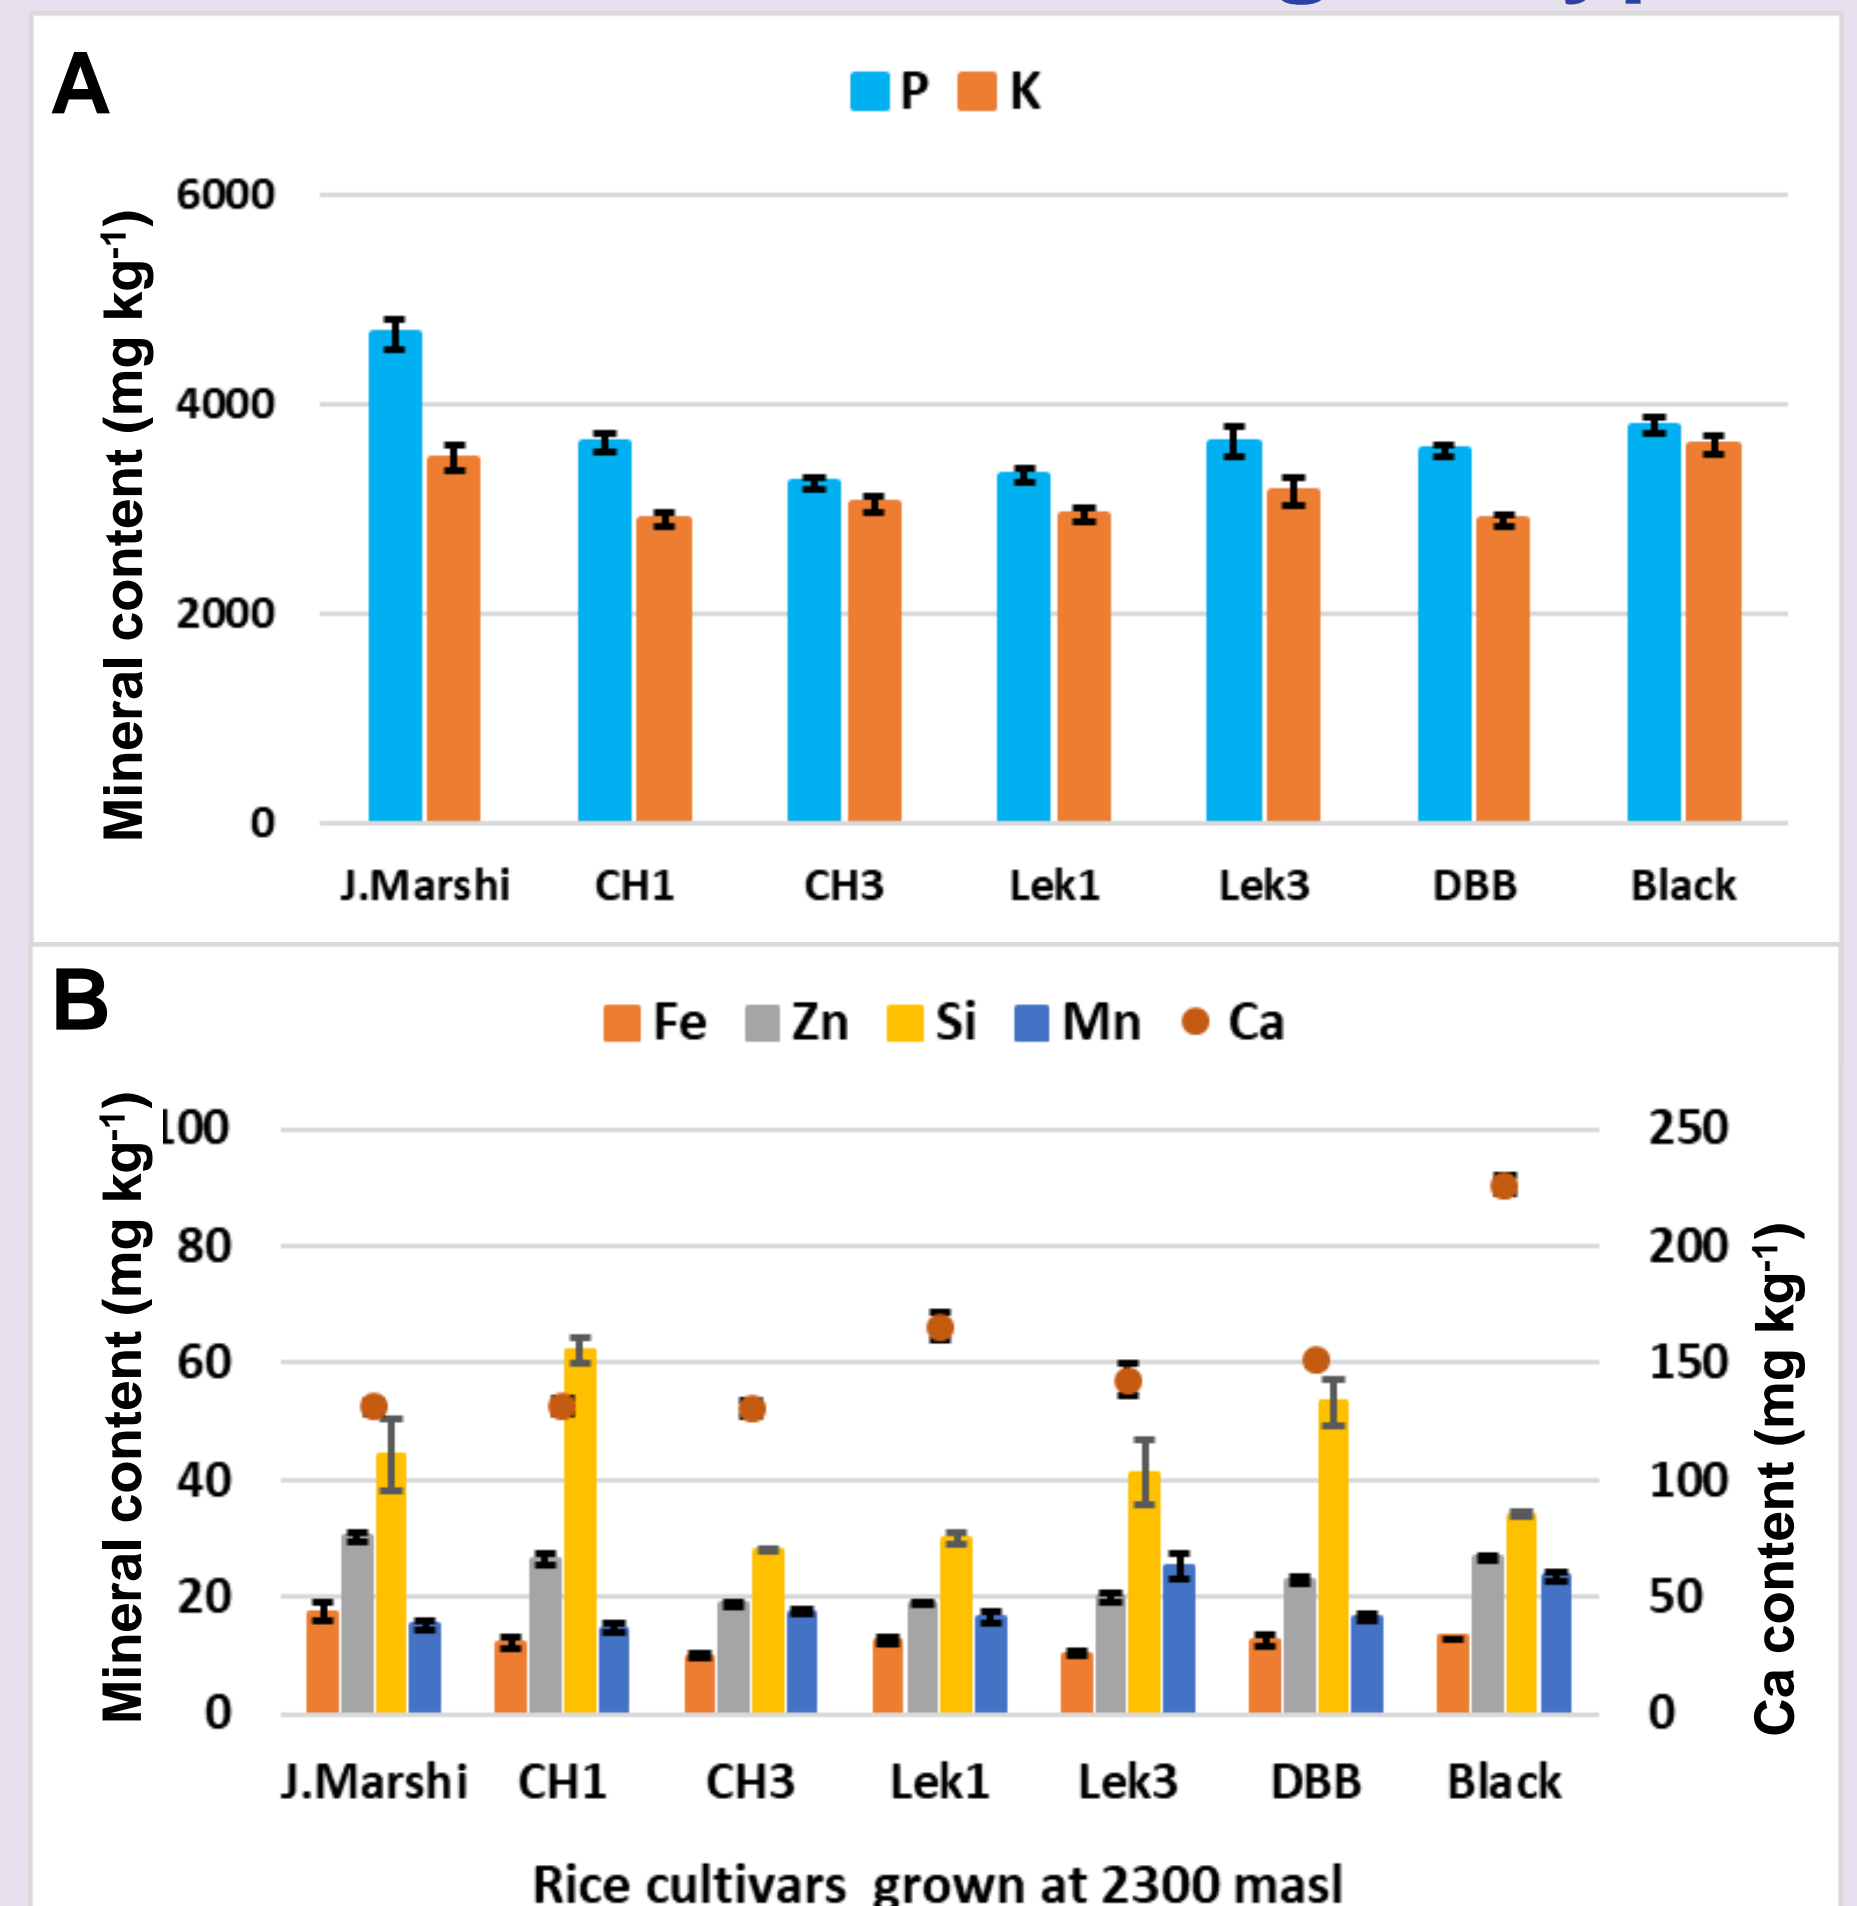 A
P K
Mineral content (mg kg-1)
6000
4000
2000
0
J.Marshi CH1 CH3 Lek1 Lek3 DBB Black
B
Fe Zn Si Mn Ca
Mineral content (mg kg-1)
100
80
60
40
20
0
250
200
150
100
50
0
Ca content (mg kg-1)
J.Marshi CH1 CH3 Lek1 Lek3 DBB Black
Rice cultivars grown at 2300 masl